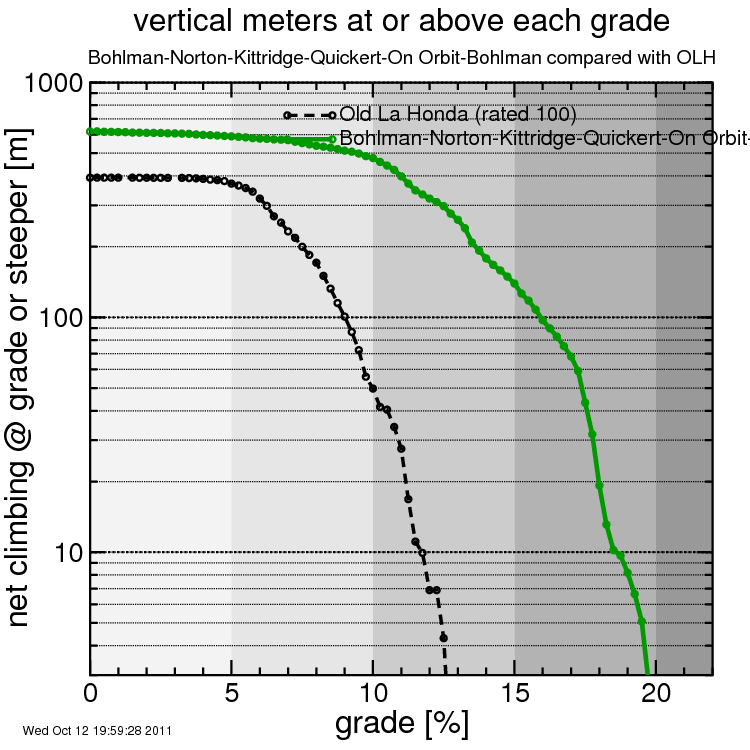 vertical meters at or above each grade
Bohlman-Norton-Kittridge-Quickert-On Orbit-Bohlman compared with OLH
net climbing @ grade or steeper [m]
1000
Old La Honda (rated 100)
Bohlman-Norton-Kittridge-Quickert-On Orbit-
100
10
0 5 10 15 20
grade [%]
Wed Oct 12 19:59:28 2011